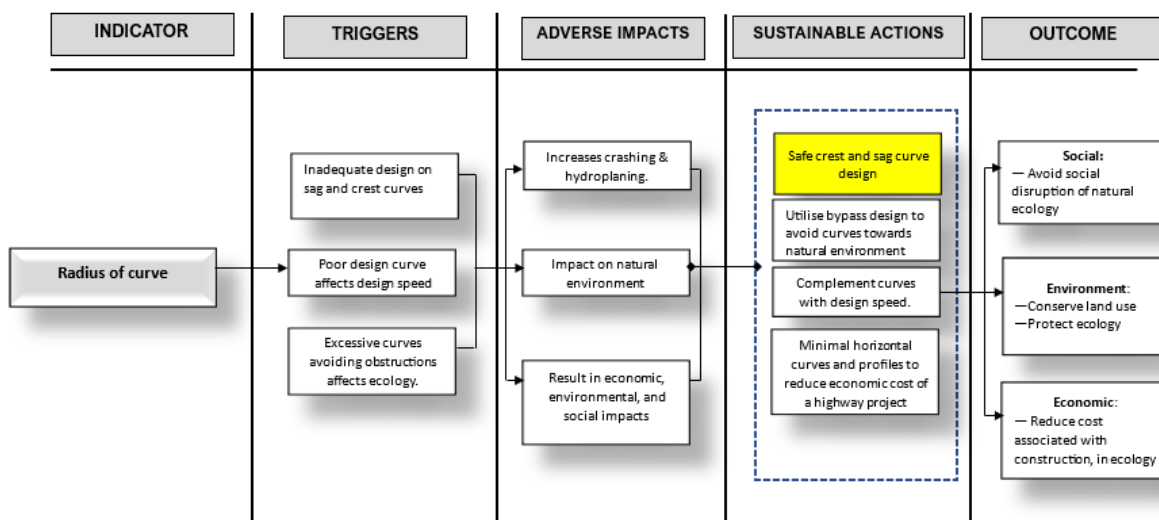 INDICATOR
TRIGGERS
ADVERSE IMPACTS
SUSTAINABLE ACTIONS
OUTCOME
Radius of curve
Inadequate design on
sag and crest curves
Poor design curve
affects design speed
Excessive curves
avoiding obstructions
affects ecology.
Increases crashing &
hydroplaning.
Impact on natural
environment
Result in economic,
environmental, and
social impacts
Safe crest and sag curve
design
Utilise bypass design to
avoid curves towards
natural environment
Complement curves
with design speed.
Minimal horizontal
curves and profiles to
reduce economic cost of
a highway project
Social:
— Avoid social
disruption of natural
ecology
Environment:
—Conserve land use
—Protect ecology
Economic:
— Reduce cost
associated with
construction, in ecology